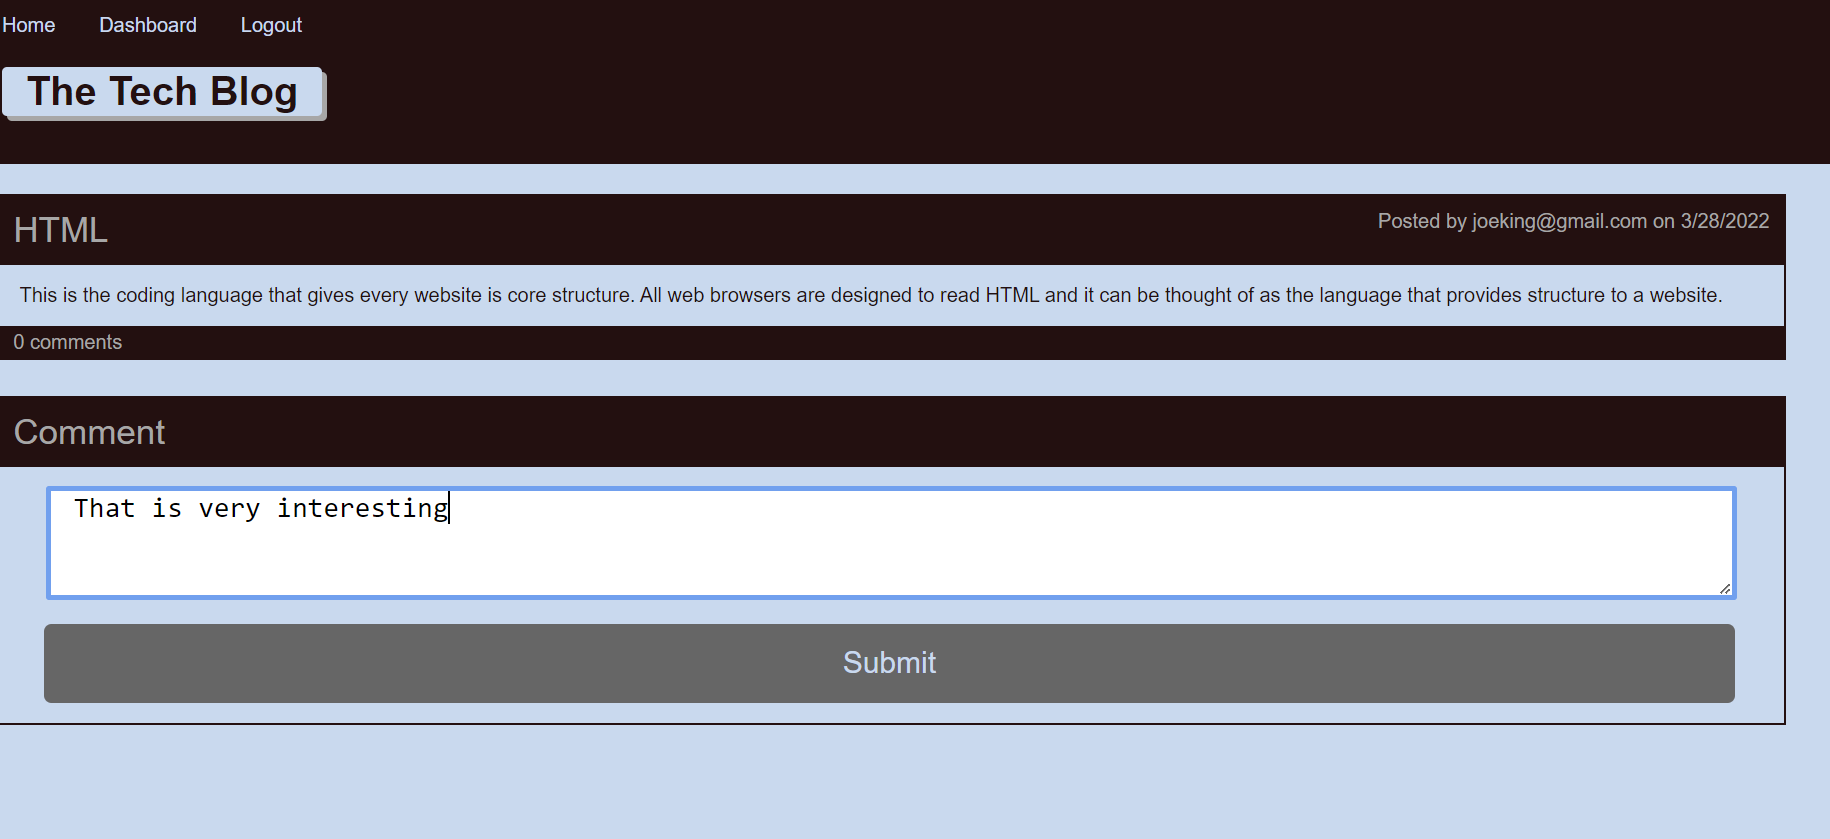 Home Dashboard Logout
The Tech Blog
HTML
Posted by joeking@gmail.com on 3/28/2022
This is the coding language that gives every website is core structure. All web browsers are designed to read HTML and it can be thought of as the language that provides structure to a website.
0 comments
Comment
That is very interesting
Submit